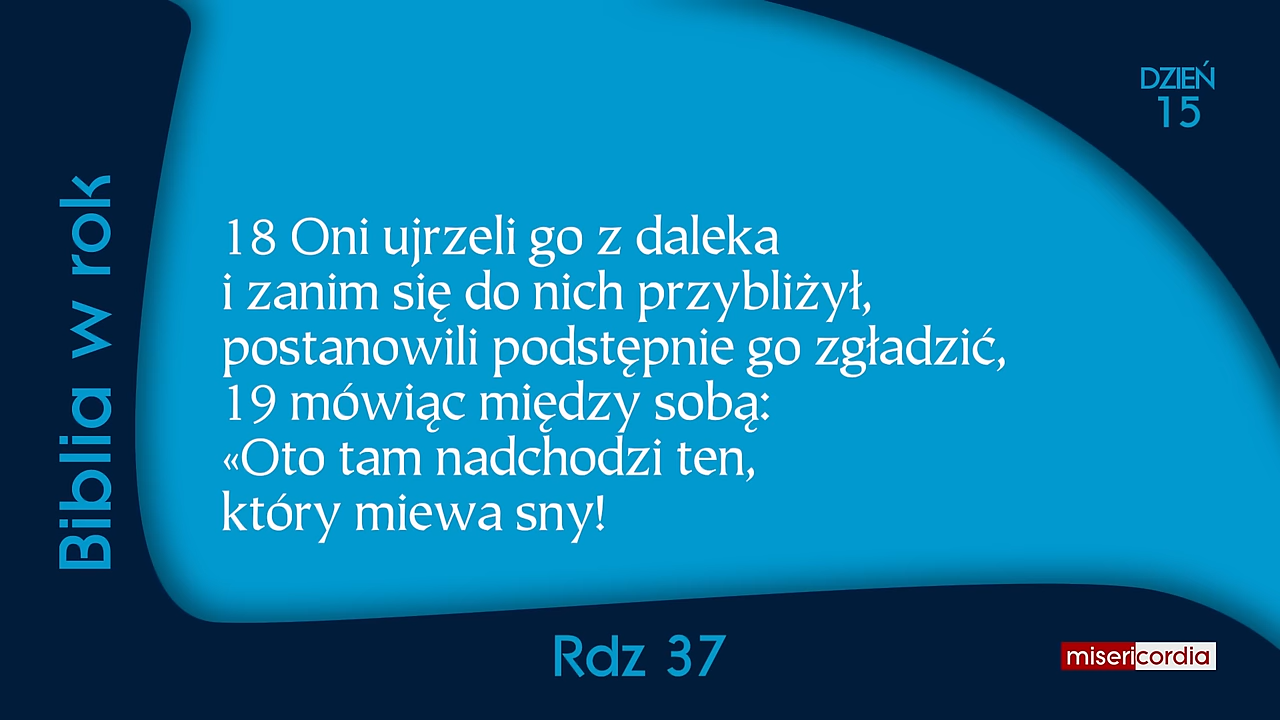 DZIEŃ
15
Biblia w rok
18 Oni ujrzeli go z daleka
i zanim się do nich przybliżył,
postanowili podstępnie go zgładzić,
19 mówiąc między sobą:
«Oto tam nadchodzi ten,
który miewa sny!
Rdz 37
misericordia